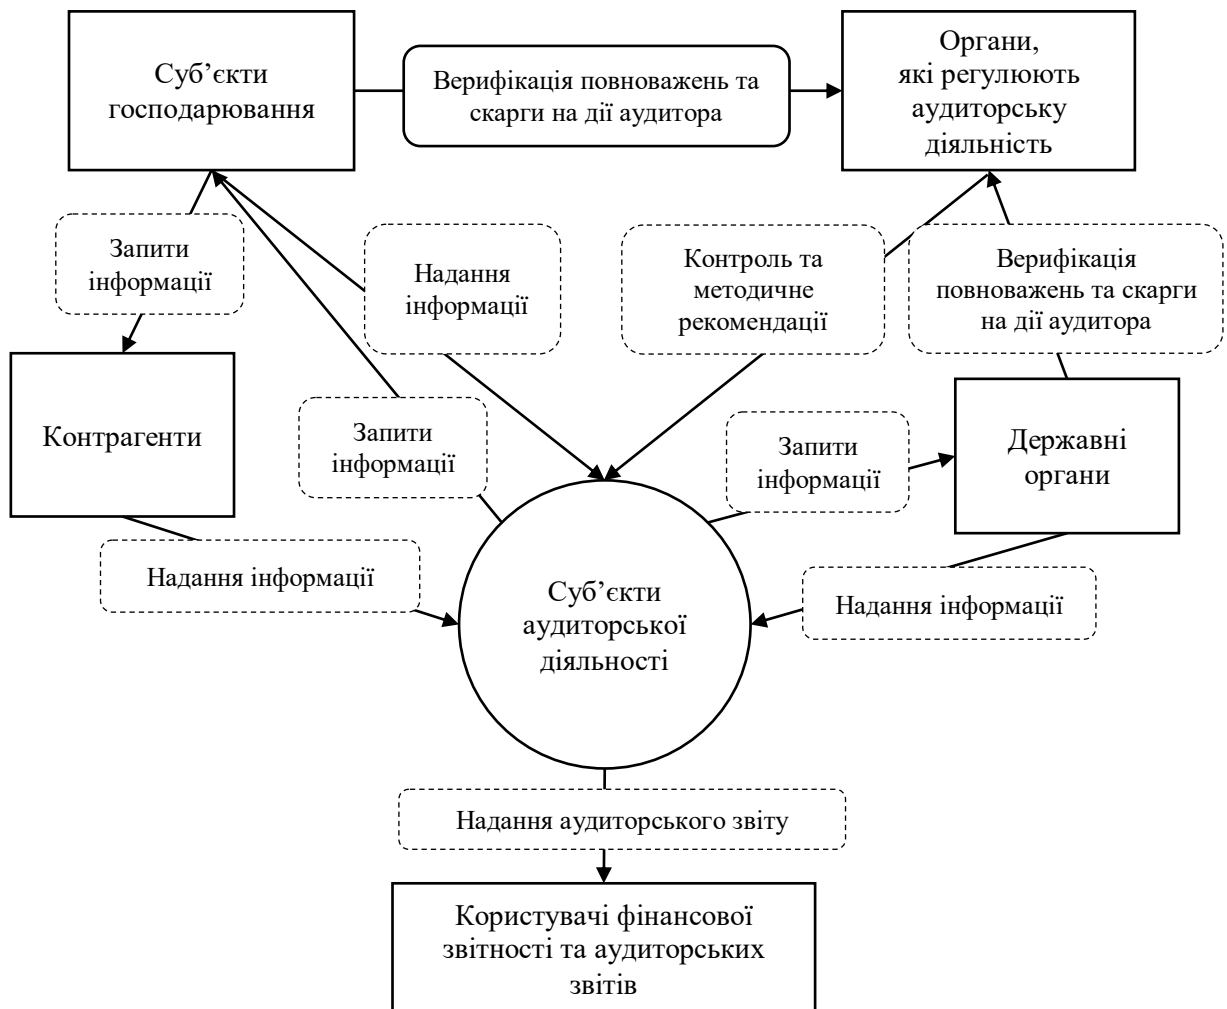 Суб’єкти
господарювання
Верифікація повноважень та
скарги на дії аудитора
Органи,
які регулюють
аудиторську
діяльність
Запити
інформації
Надання
інформації
Контроль та
методичне
рекомендації
Верифікація
повноважень та скарги
на дії аудитора
Контрагенти
Запити
інформації
Запити
інформації
Державні
органи
Надання інформації
Суб’єкти
аудиторської
діяльності
Надання інформації
Надання аудиторського звіту
Користувачі фінансової
звітності та аудиторських
звітів